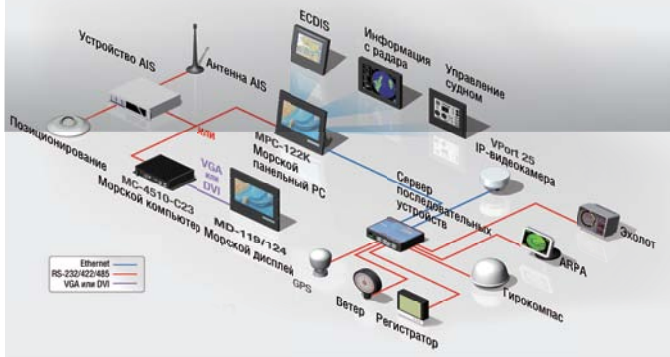 ECDIS
Информация
с радара
Управление
судном
Устройство AIS
Антенна AIS
Позиционирование
или
MPC-122K
Морской
панельный PC
VPort 25
IP-видеокамера
VGA
или
DVI
MC-4510-C23
Морской компьютер
MD-119/124
Морской дисплей
Сервер
последовательных
устройств
Эхолот
ARPA
Гирокомпас
GPS
Ветер
Регистратор
Ethernet
RS-232/422/485
VGA или DVI